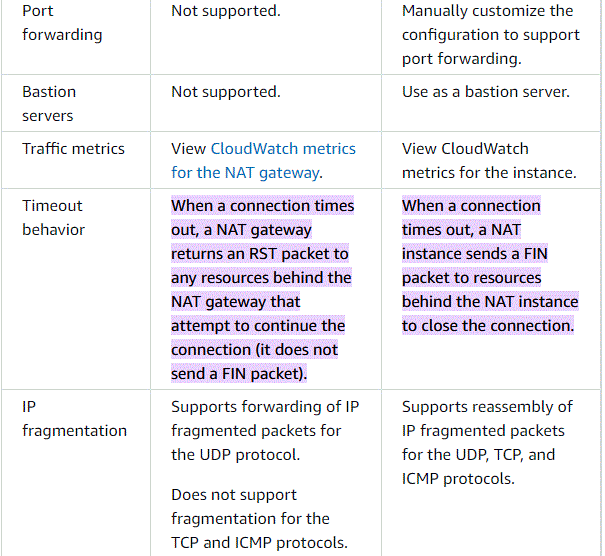 Port
forwarding
Not supported.
Manually customize the
configuration to support
port forwarding.
Bastion
servers
Not supported.
Use as a bastion server.
Traffic metrics
View CloudWatch metrics
for the NAT gateway.
View CloudWatch
metrics for the instance.
Timeout
behavior
When a connection times
out, a NAT gateway
returns an RST packet to
any resources behind the
NAT gateway that
attempt to continue the
connection (it does not
send a FIN packet).
When a connection
times out, a NAT
instance sends a FIN
packet to resources
behind the NAT instance
to close the connection.
IP
fragmentation
Supports forwarding of IP
fragmented packets for
the UDP protocol.
Does not support
fragmentation for the
TCP and ICMP protocols.
Supports reassembly of
IP fragmented packets
for the UDP, TCP, and
ICMP protocols.